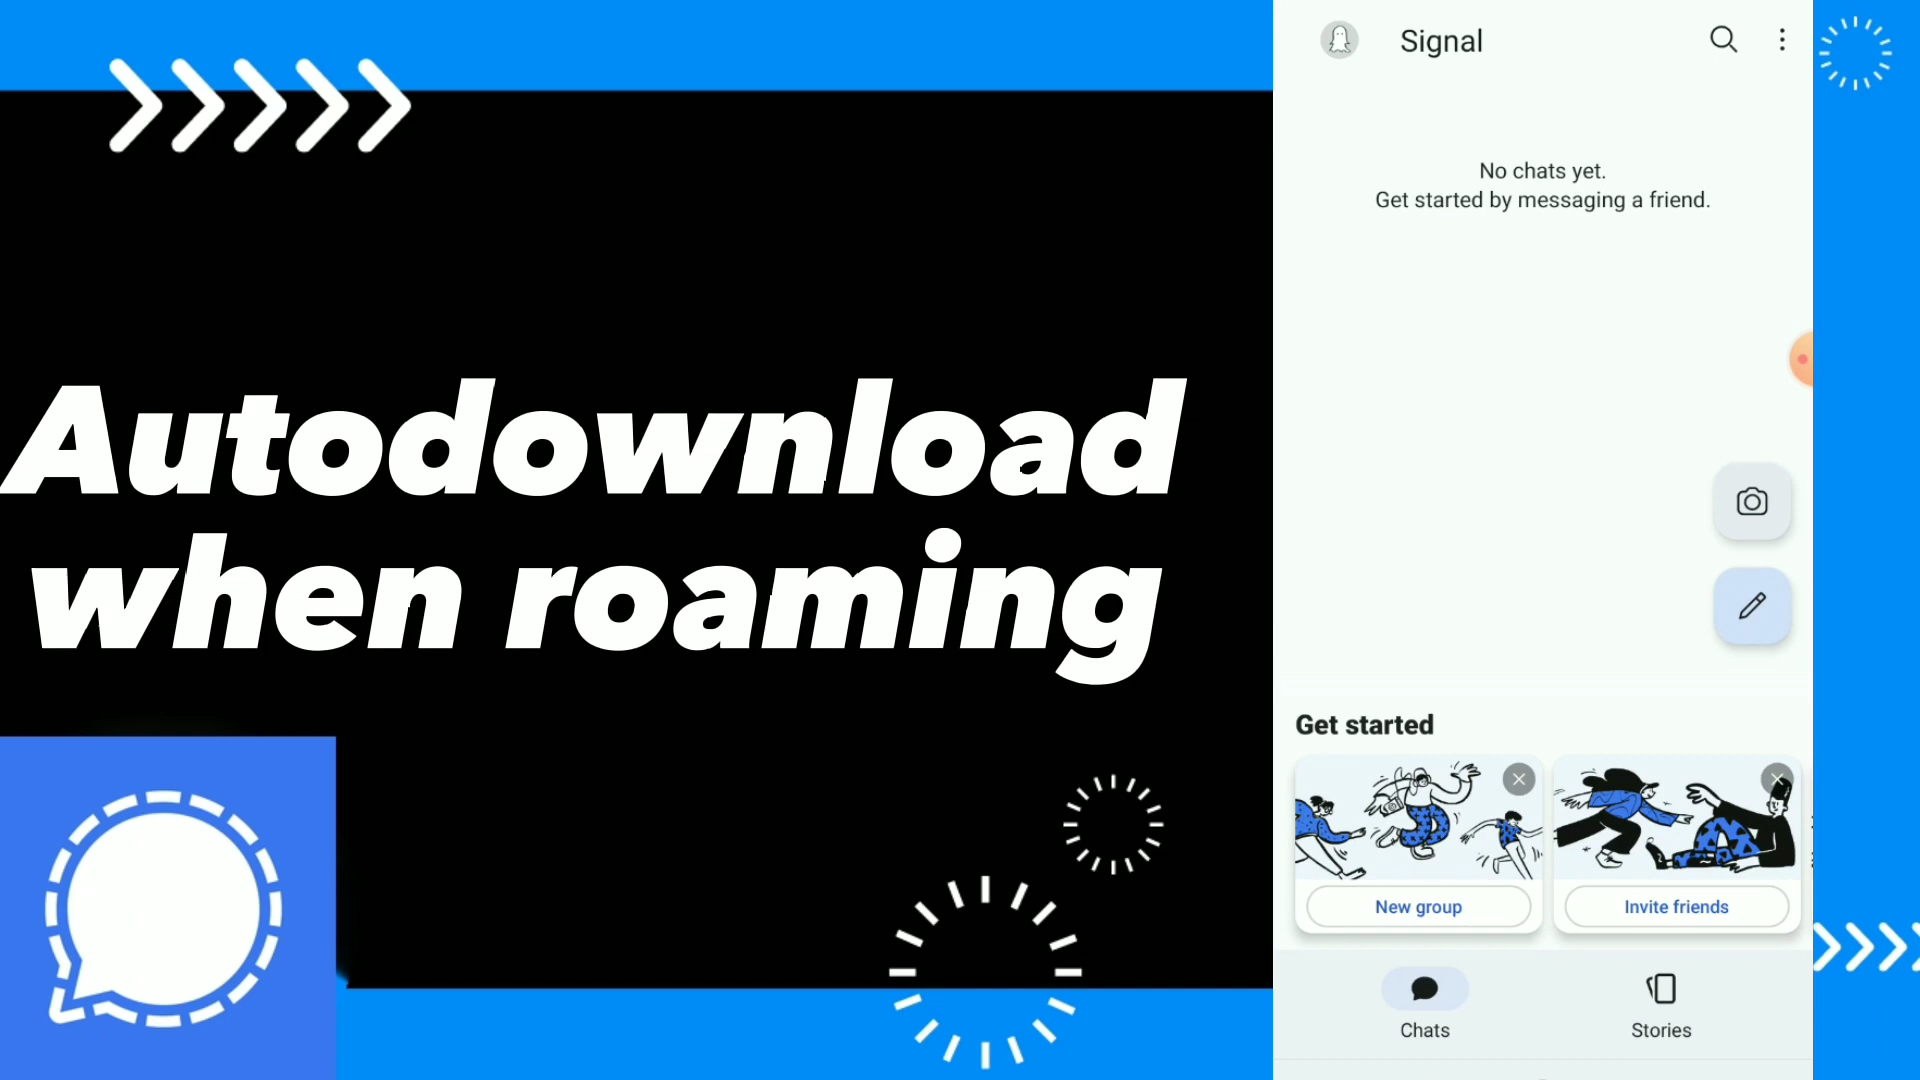 Autodownload
when roaming
Signal
No chats yet.
Get started by messaging a friend.
Get started
New group
Invite friends
Chats
Stories